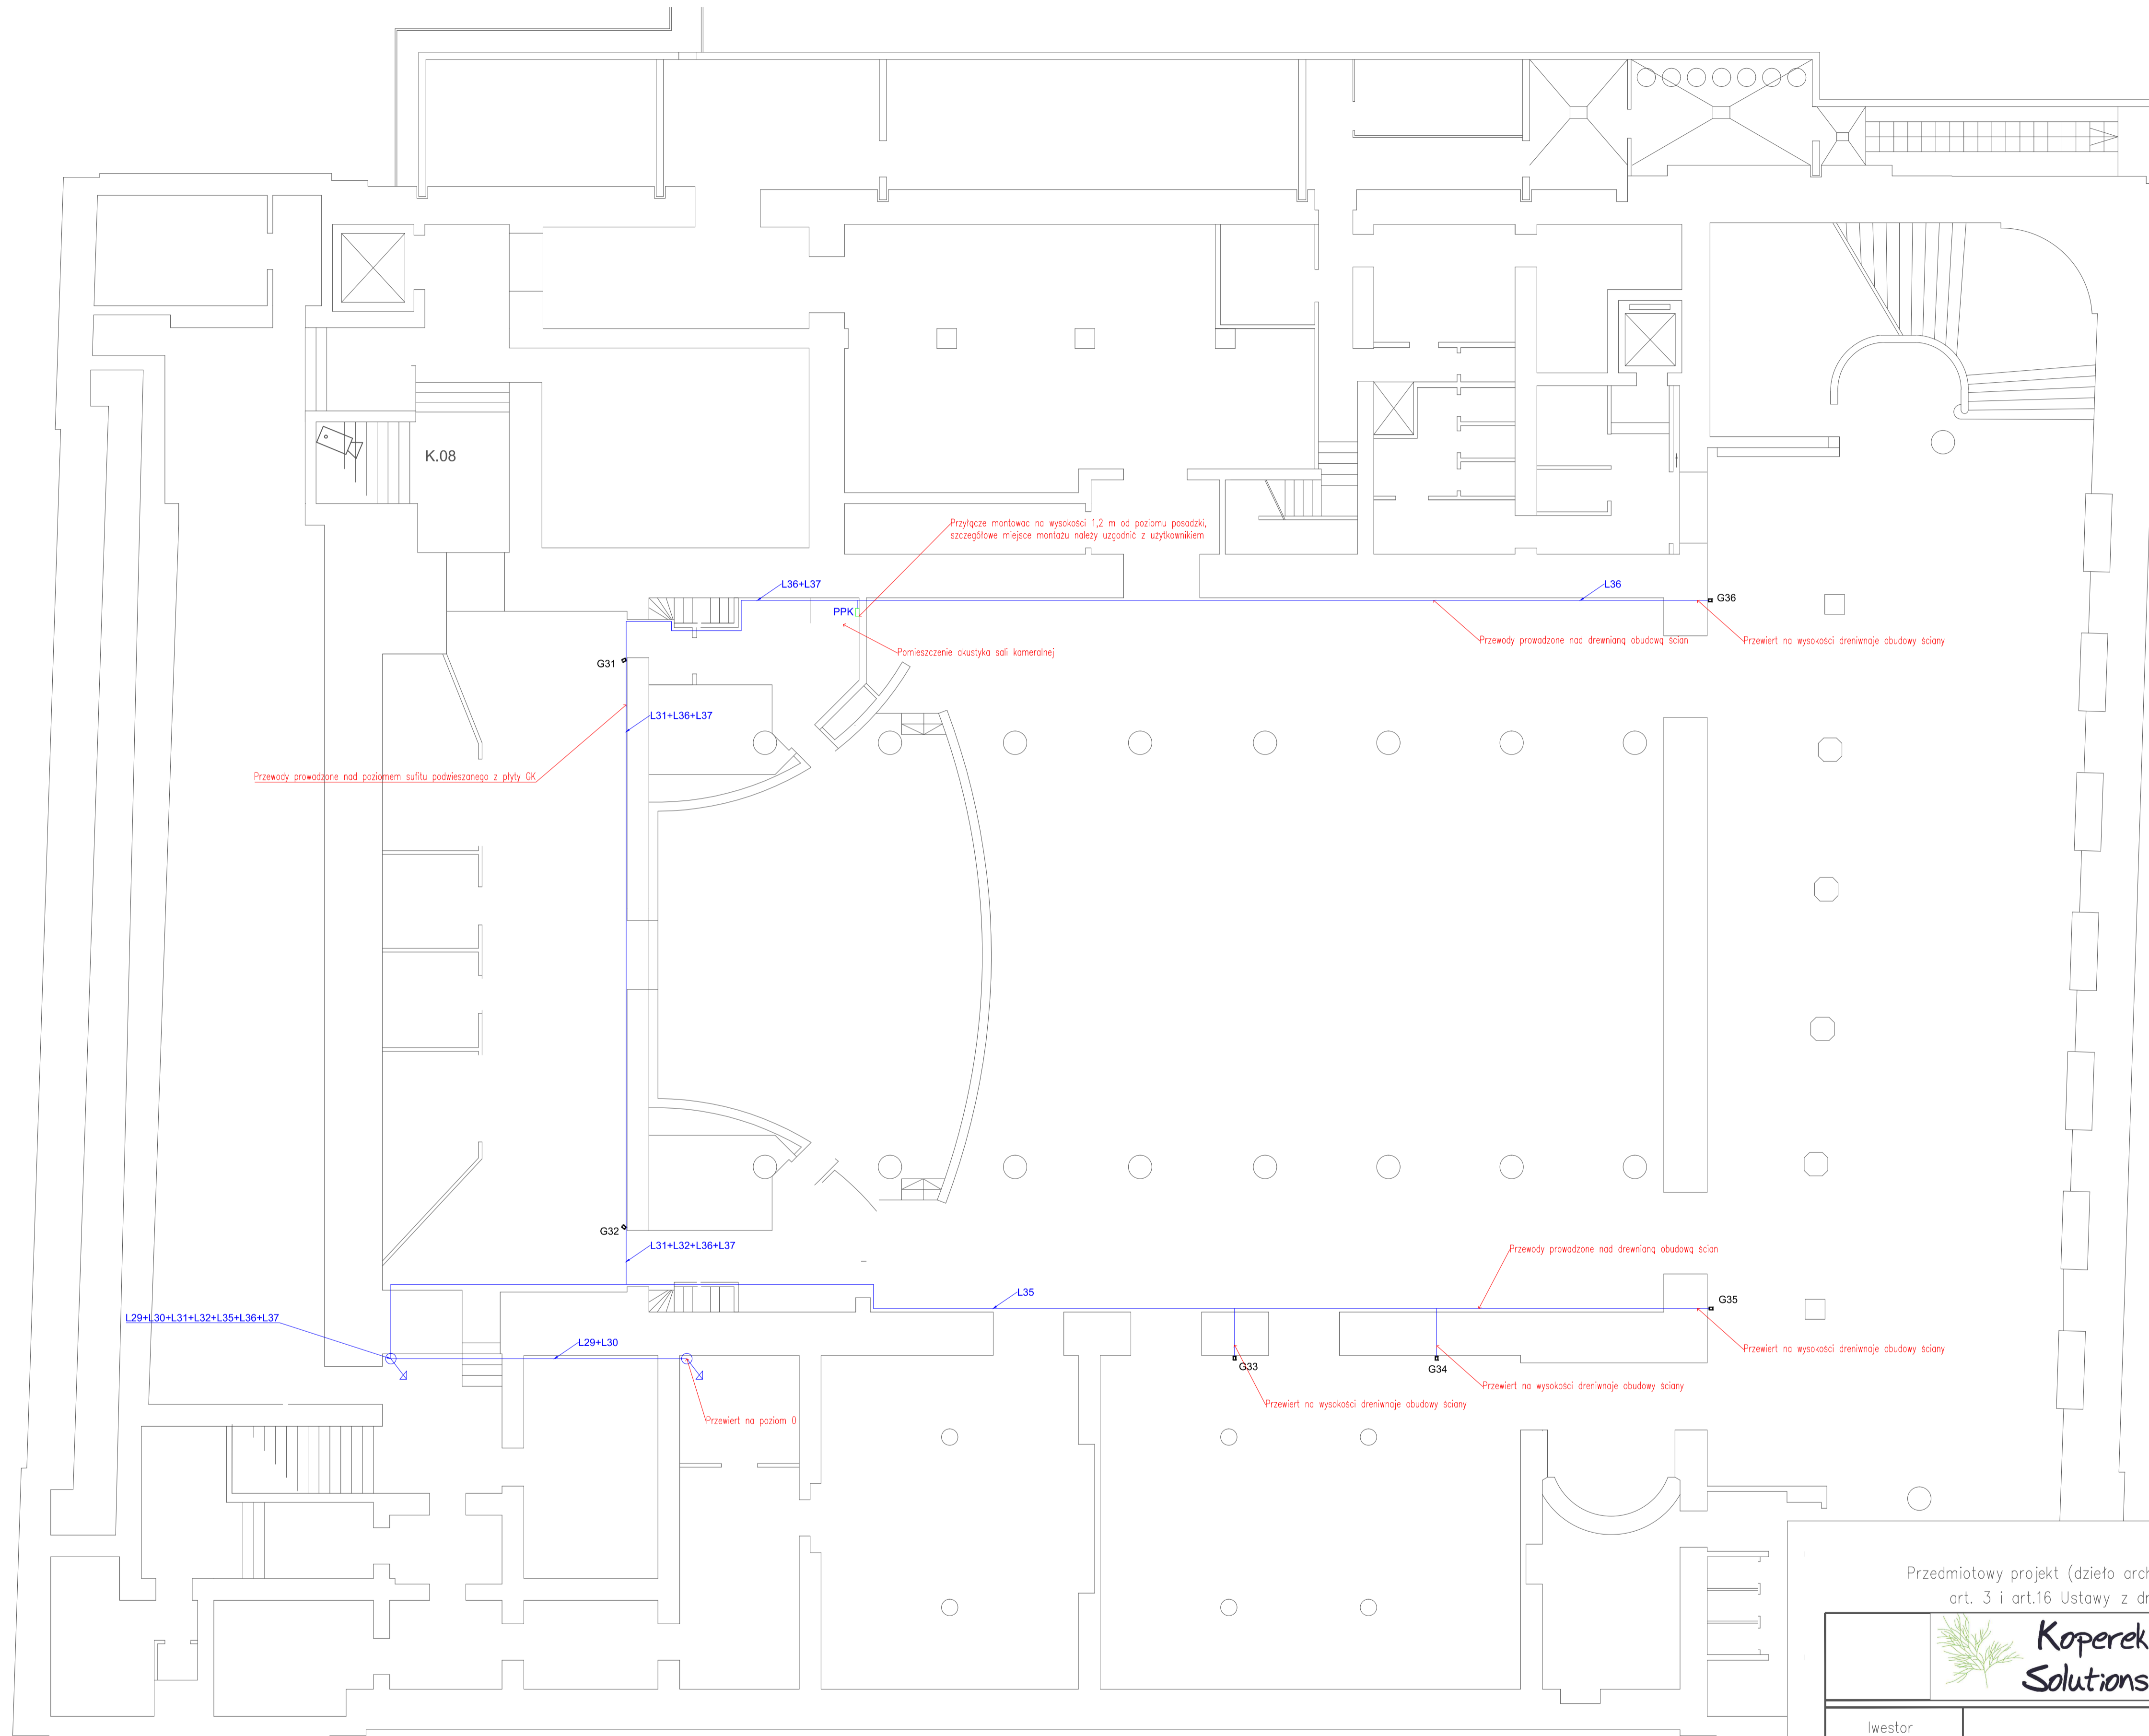 K.08
Przyłącze montowac na wysokości 1,2 m od poziomu posadzki,
szczegółowe miejsce montażu należy uzgodnić z użytkownikiem
L36+L37
L36
G36
PPK
Przewody prowadzone nad drewnianą obudową ścian
Przewiert na wysokości dreniwnaje obudowy ściany
Pomieszczenie akustyka sali kameralnej
G31
L31+L36+L37
Przewody prowadzone nad poziomem sufitu podwieszanego z płyty GK
G32
L31+L32+L36+L37
Przewody prowadzone nad drewnianą obudową ścian
L35
G35
L29+L30+L31+L32+L35+L36+L37
L29+L30
Przewiert na wysokości dreniwnaje obudowy ściany
G33
G34
Przewiert na wysokości dreniwnaje obudowy ściany
Przewiert na wysokości dreniwnaje obudowy ściany
Przewiert na poziom 0
Przedmiotowy projekt (dzieło arch
art. 3 i art.16 Ustawy z dn
Koperek
Solutions
Iwestor